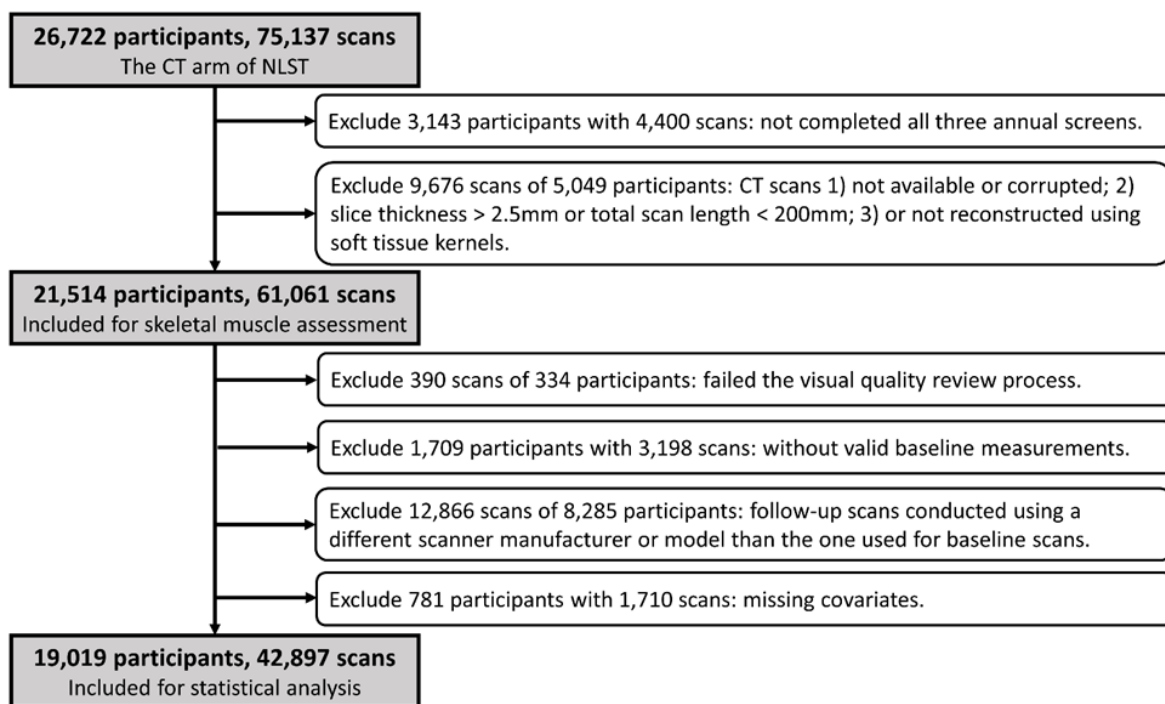 26,722 participants, 75,137 scans
The CT arm of NLST
Exclude 3,143 participants with 4,400 scans: not completed all three annual screens.
Exclude 9,676 scans of 5,049 participants: CT scans 1) not available or corrupted; 2)
slice thickness > 2.5mm or total scan length < 200mm; 3) or not reconstructed using
soft tissue kernels.
21,514 participants, 61,061 scans
Included for skeletal muscle assessment
Exclude 390 scans of 334 participants: failed the visual quality review process.
Exclude 1,709 participants with 3,198 scans: without valid baseline measurements.
Exclude 12,866 scans of 8,285 participants: follow-up scans conducted using a
different scanner manufacturer or model than the one used for baseline scans.
Exclude 781 participants with 1,710 scans: missing covariates.
19,019 participants, 42,897 scans
Included for statistical analysis